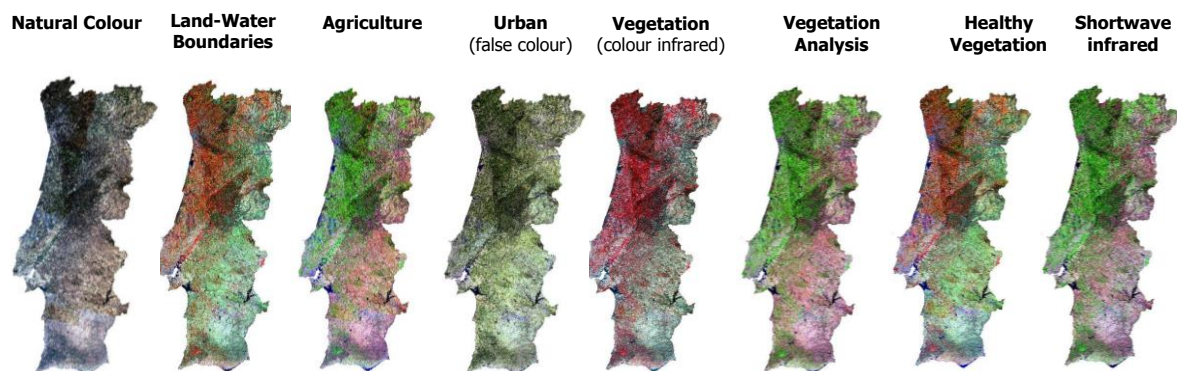 Natural Colour
Land-Water
Boundaries
Agriculture
Urban
(false colour)
Vegetation
(colour infrared)
Vegetation
Analysis
Healthy
Vegetation
Shortwave
infrared